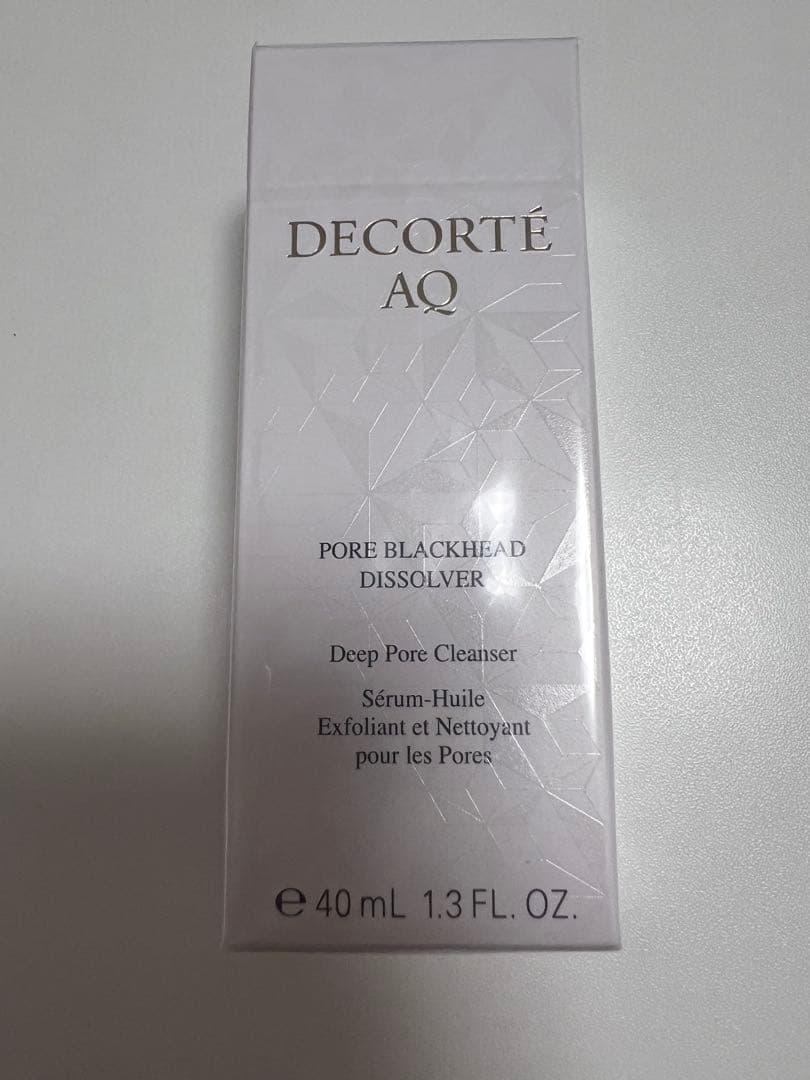 DECORTÉ
AQ
PORE BLACKHEAD
DISSOLVER
Deep Pore Cleanser
Sérum-Huile
Exfoliant et Nettoyant
pour les Pores
℮ 40 mL 1.3 FL. OZ.